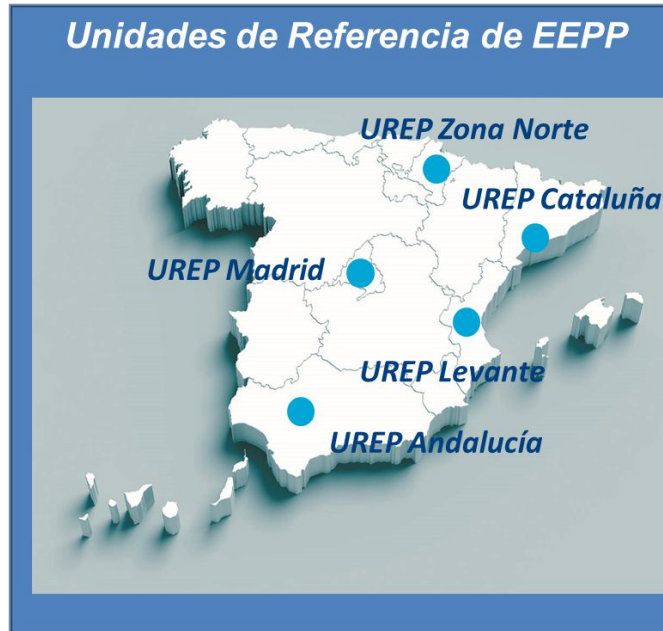 Unidades de Referencia de EEPP
UREP Zona Norte
UREP Cataluña
UREP Madrid
UREP Levante
UREP Andalucía